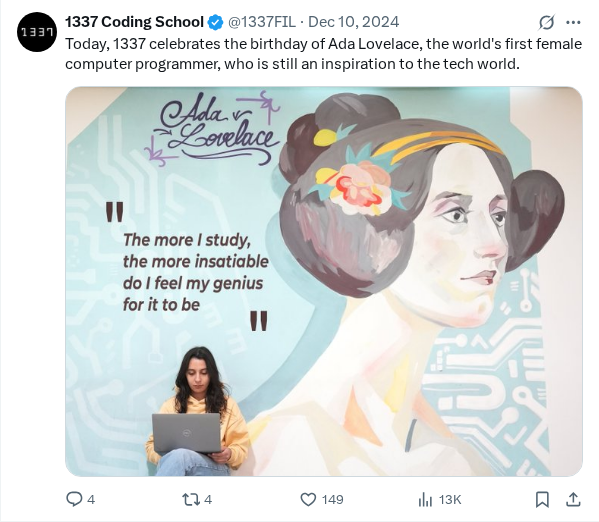 1337
1337 Coding School @1337FIL · Dec 10, 2024
Today, 1337 celebrates the birthday of Ada Lovelace, the world's first female
computer programmer, who is still an inspiration to the tech world.
Ada
Lovelace
"
The more I study,
the more insatiable
do I feel my genius
for it to be
"
DELL
4 4 149 13K